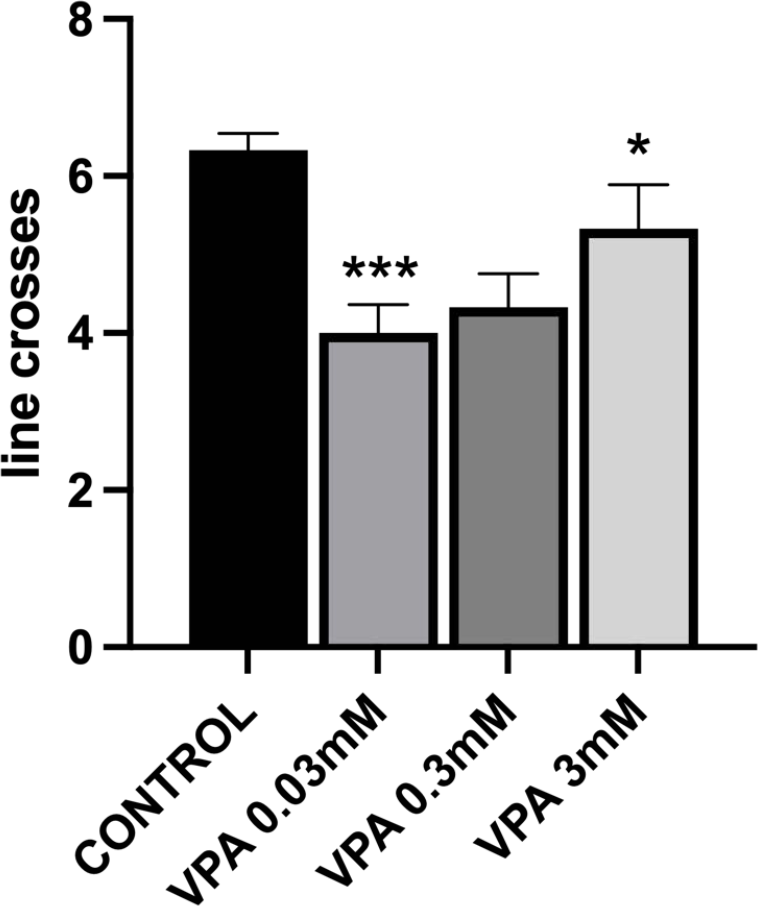 line crosses
8
6
4
2
0
***
*
CONTROL
VPA 0.03mM
VPA 0.3mM
VPA 3mM